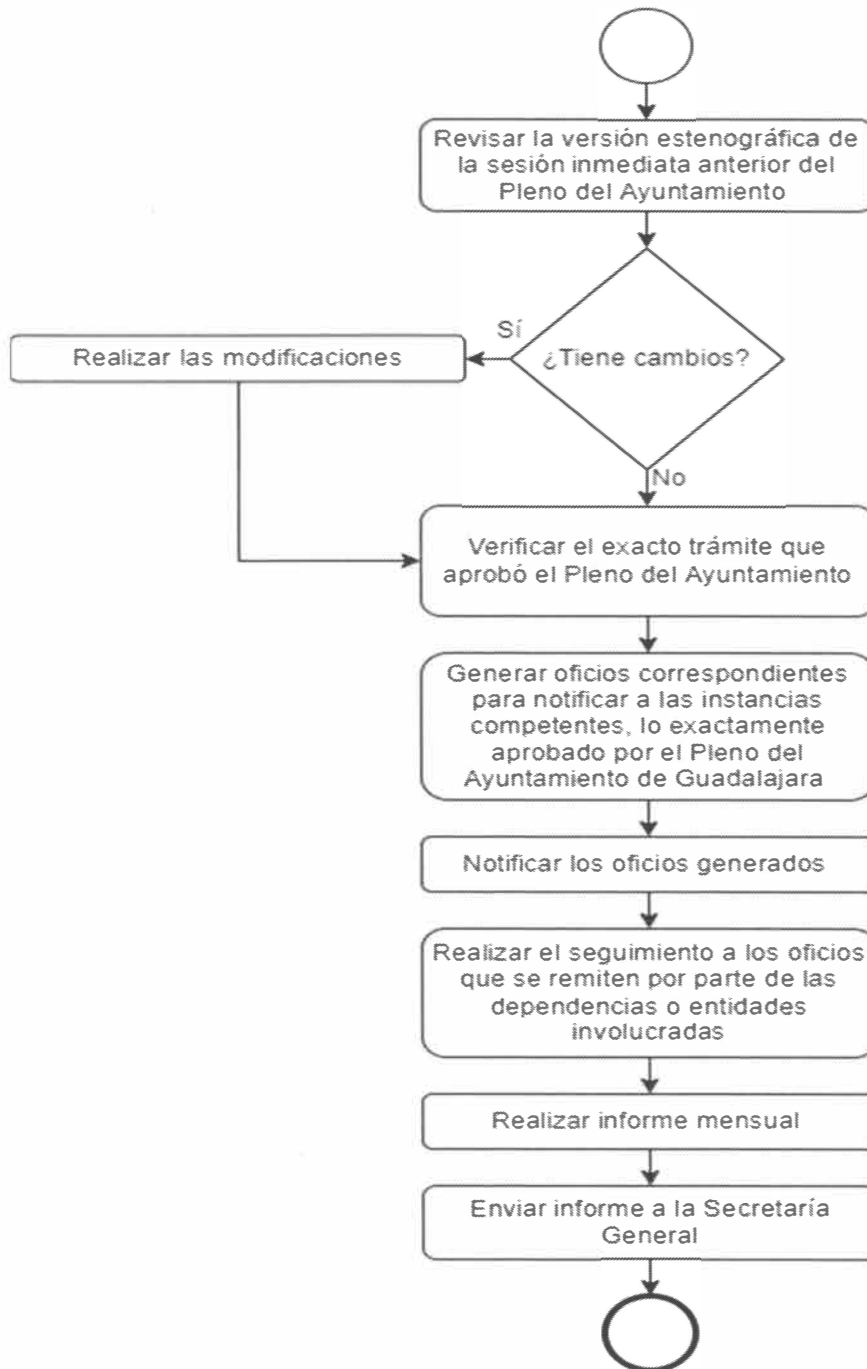 Revisar la versión estenográfica de
la sesión inmediata anterior del
Pleno del Ayuntamiento
Sí
Realizar las modificaciones
¿Tiene cambios?
No
Verificar el exacto trámite que
aprobó el Pleno del Ayuntamiento
Generar oficios correspondientes
para notificar a las instancias
competentes, lo exactamente
aprobado por el Pleno del
Ayuntamiento de Guadalajara
Notificar los oficios generados
Realizar el seguimiento a los oficios
que se remiten por parte de las
dependencias o entidades
involucradas
Realizar informe mensual
Enviar informe a la Secretaría
General